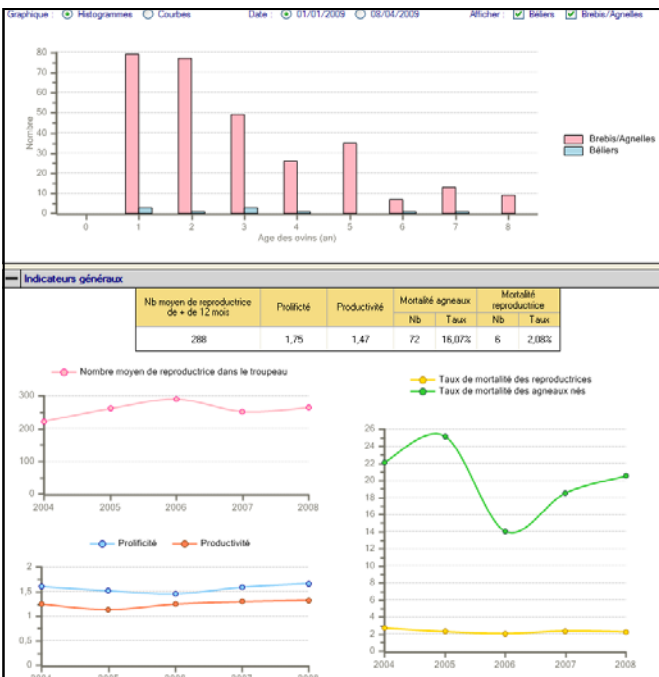 Graphique : Histogrammes Courbes Date : 01/01/2009 08/04/2009 Afficher : Béliers Brebis/Agnelles
80
70
60
50
40
30
20
10
0
Nombre
0 1 2 3 4 5 6 7 8
Age des ovins (an)
Brebis/Agnelles
Béliers
Indicateurs généraux
Nb moyen de reproductrice de + de 12 mois Prolificté Productivité Mortalité agneaux Mortalité reproductrice
Nb Taux Nb Taux
288 1,75 1,47 72 16,07% 6 2,08%
Nombre moyen de reproductrice dans le troupeau
300
200
100
0
2004 2005 2006 2007 2008
Taux de mortalité des reproductrices
Taux de mortalité des agneaux nés
26
24
22
20
18
16
14
12
10
8
6
4
2
0
2004 2005 2006 2007 2008
Prolificité Productivité
2
1,5
1
0,5
0